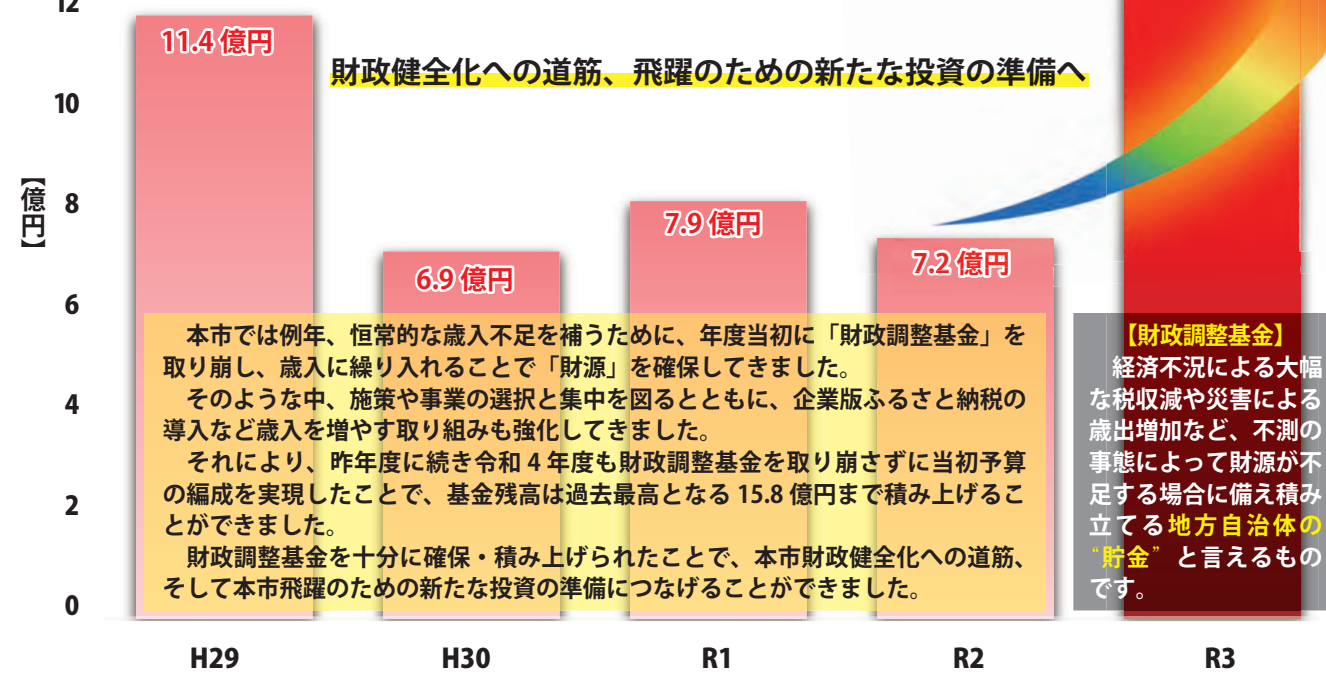 12
11.4 億円
財政健全化への道筋、飛躍のための新たな投資の準備へ
10
【億円】
8
7.9 億円
7.2 億円
6.9 億円
6
本市では例年、恒常的な歳入不足を補うために、年度当初に「財政調整基金」を
取り崩し、歳入に繰り入れることで「財源」を確保してきました。
そのような中、施策や事業の選択と集中を図るとともに、企業版ふるさと納税の
導入など歳入を増やす取り組みも強化してきました。
それにより、昨年度に続き令和 4 年度も財政調整基金を取り崩さずに当初予算
の編成を実現したことで、基金残高は過去最高となる 15.8 億円まで積み上げるこ
とができました。
財政調整基金を十分に確保・積み上げられたことで、本市財政健全化への道筋、
そして本市飛躍のための新たな投資の準備につなげることができました。
【財政調整基金】
経済不況による大幅
な税収減や災害による
歳出増加など、不測の
事態によって財源が不
足する場合に備え積み
立てる地方自治体の
“貯金” と言えるもの
です。
4
2
0
H29
H30
R1
R2
R3